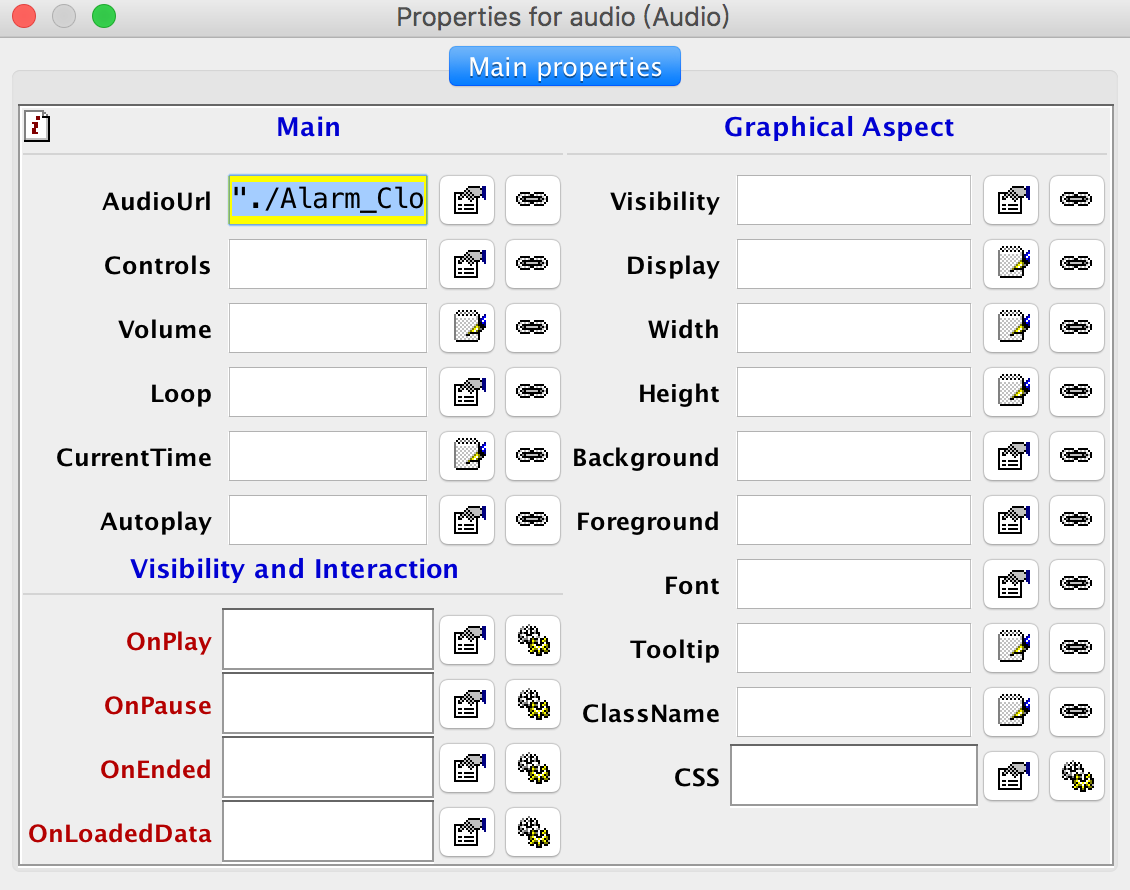 Properties for audio (Audio)
Main properties
i
Main
AudioUrl "./Alarm_Clo
Controls
Volume
Loop
CurrentTime
Autoplay
Visibility and Interaction
OnPlay
OnPause
OnEnded
OnLoadedData
Graphical Aspect
Visibility
Display
Width
Height
Background
Foreground
Font
Tooltip
ClassName
CSS